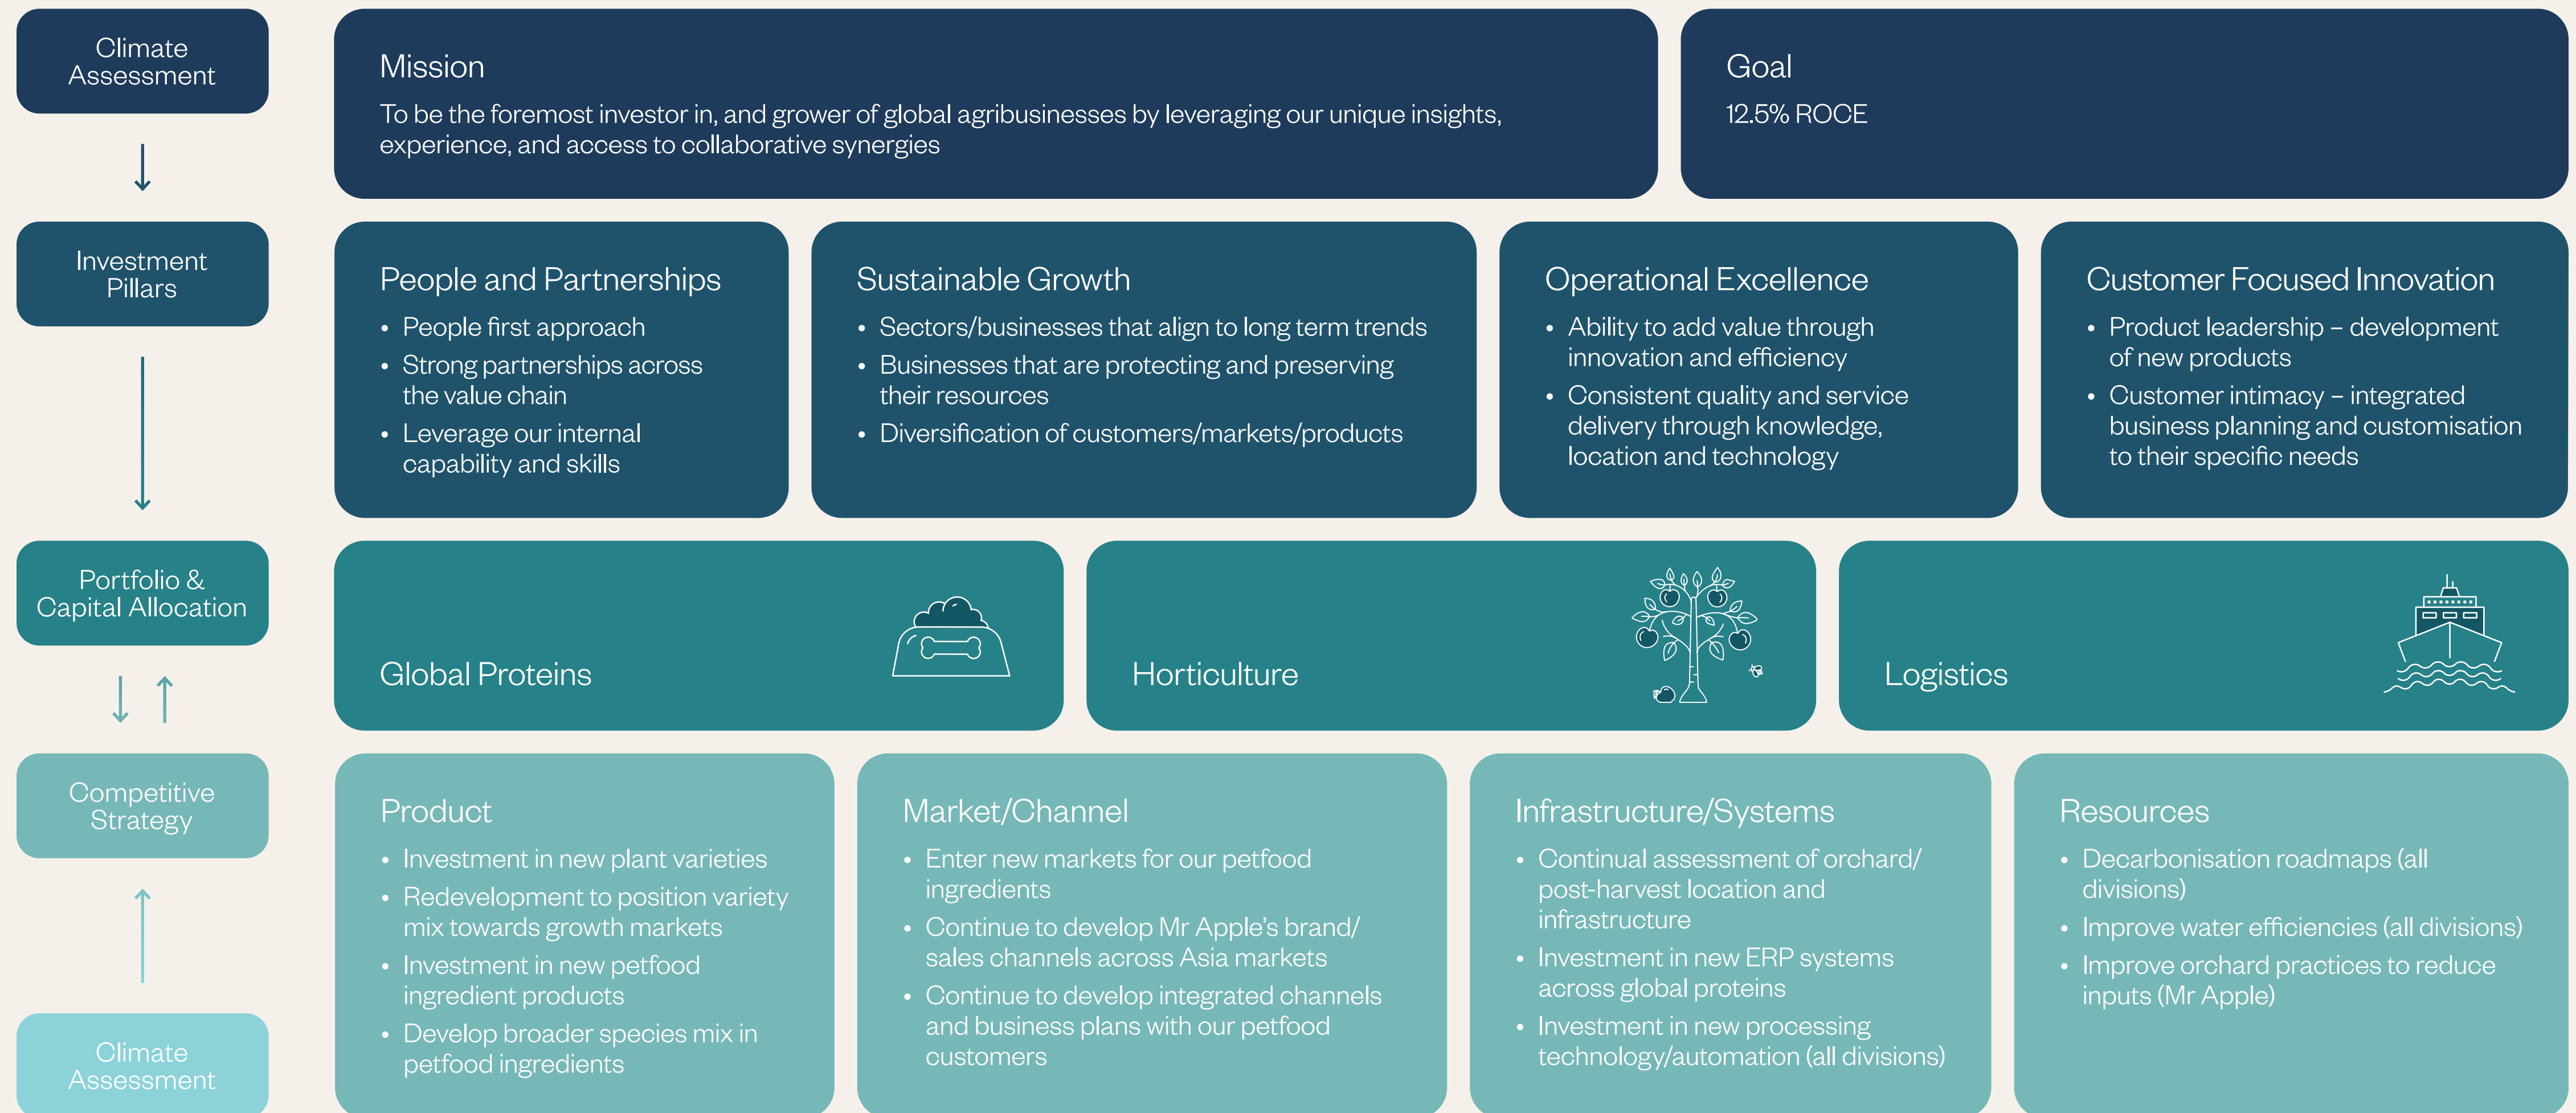 Climate
Assessment
Mission
To be the foremost investor in, and grower of global agribusinesses by leveraging our unique insights,
experience, and access to collaborative synergies
Goal
12.5% ROCE
Investment
Pillars
People and Partnerships
• People first approach
• Strong partnerships across
the value chain
• Leverage our internal
capability and skills
Sustainable Growth
• Sectors/businesses that align to long term trends
• Businesses that are protecting and preserving
their resources
• Diversification of customers/markets/products
Operational Excellence
• Ability to add value through
innovation and efficiency
• Consistent quality and service
delivery through knowledge,
location and technology
Customer Focused Innovation
• Product leadership – development
of new products
• Customer intimacy – integrated
business planning and customisation
to their specific needs
Portfolio &
Capital Allocation
Global Proteins
Horticulture
Logistics
Competitive
Strategy
Product
• Investment in new plant varieties
• Redevelopment to position variety
mix towards growth markets
• Investment in new petfood
ingredient products
• Develop broader species mix in
petfood ingredients
Market/Channel
• Enter new markets for our petfood
ingredients
• Continue to develop Mr Apple’s brand/
sales channels across Asia markets
• Continue to develop integrated channels
and business plans with our petfood
customers
Infrastructure/Systems
• Continual assessment of orchard/
post-harvest location and
infrastructure
• Investment in new ERP systems
across global proteins
• Investment in new processing
technology/automation (all divisions)
Resources
• Decarbonisation roadmaps (all
divisions)
• Improve water efficiencies (all divisions)
• Improve orchard practices to reduce
inputs (Mr Apple)
Climate
Assessment